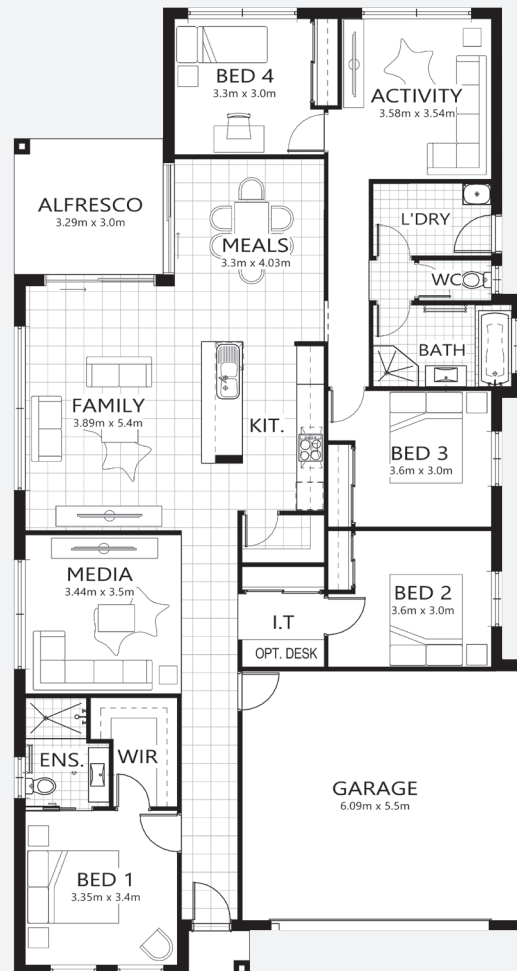 BED 4
3.3m x 3.0m
ACTIVITY
3.58m x 3.54m
ALFRESCO
3.29m x 3.0m
L'DRY
MEALS
3.3m x 4.03m
WC
BATH
FAMILY
3.89m x 5.4m
KIT.
BED 3
3.6m x 3.0m
MEDIA
3.44m x 3.5m
BED 2
3.6m x 3.0m
I.T
OPT. DESK
ENS.
WIR
GARAGE
6.09m x 5.5m
BED 1
3.35m x 3.4m